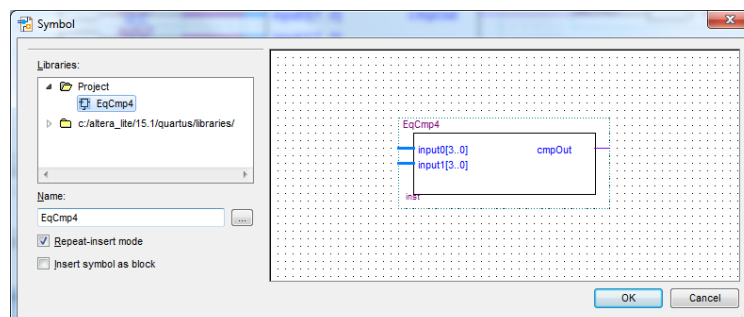 Symbol
Libraries:
Project
EqCmp4
c:/altera_lite/15.1/quartus/libraries/
Name:
EqCmp4
...
Repeat-insert mode
Insert symbol as block
EqCmp4
input0[3..0]
cmpOut
input1[3..0]
inst
OK
Cancel